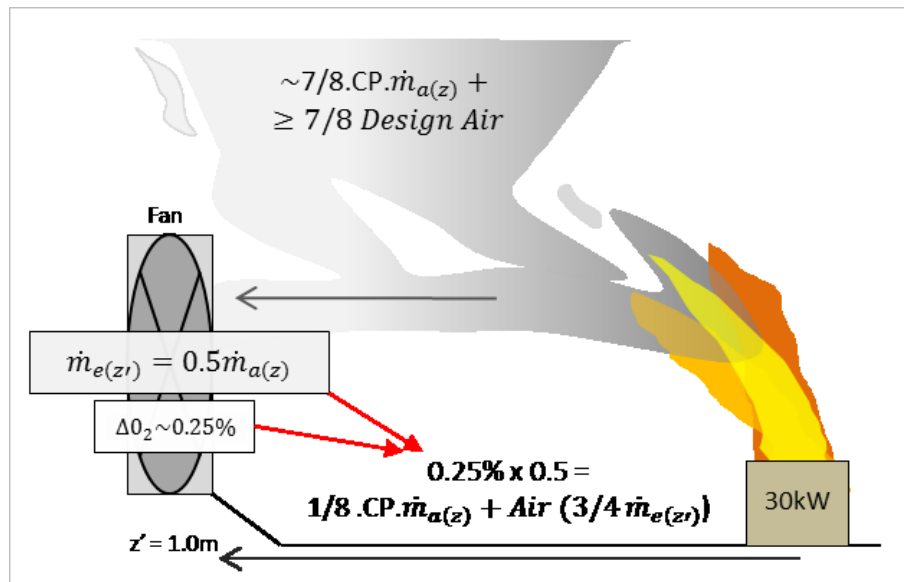 ~7/8.CP.ṁₐ₍z₎ +
≥ 7/8 Design Air
Fan
ṁₑ₍z′₎ = 0.5ṁₐ₍z₎
Δ0₂~0.25%
0.25% x 0.5 =
1/8 .CP.ṁₐ₍z₎ + Air (3/4 ṁₑ₍z′₎)
30kW
z' = 1.0m